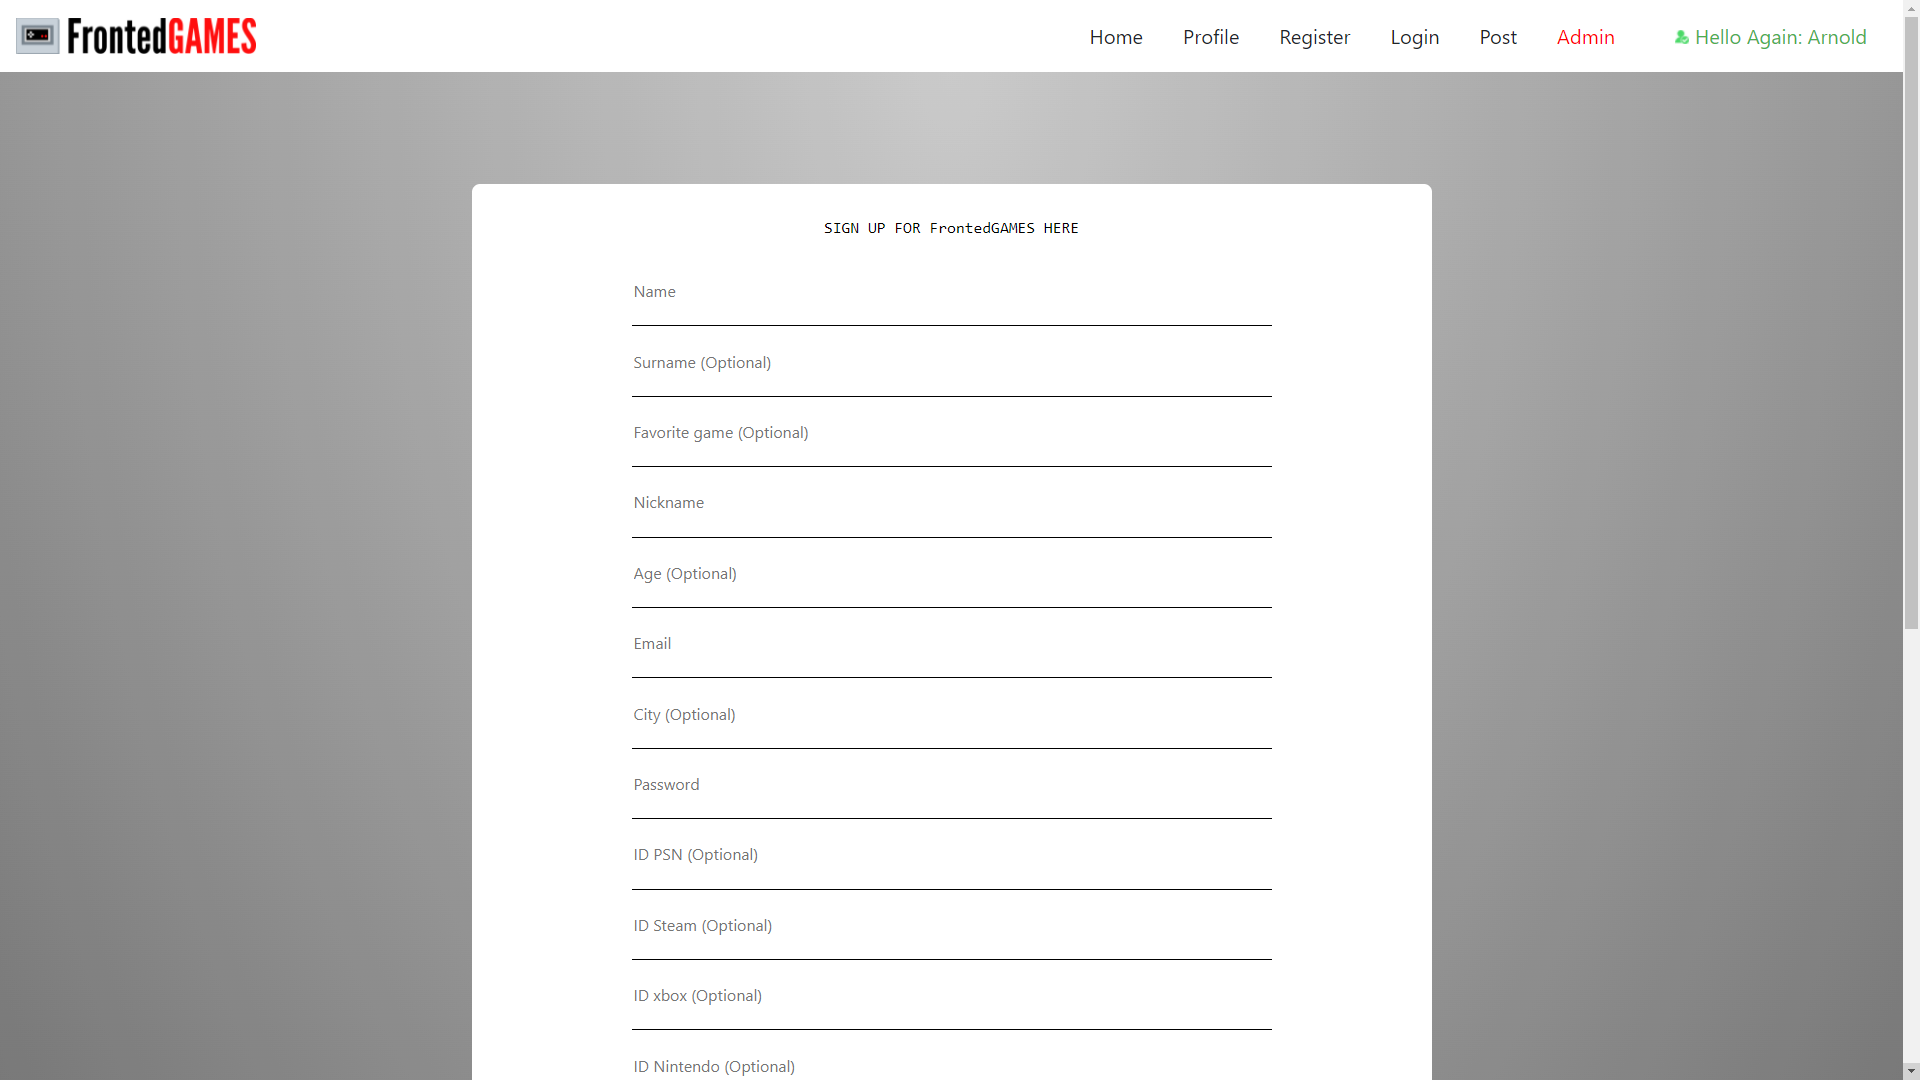 FrontedGAMES
Home Profile Register Login Post Admin Hello Again: Arnold
SIGN UP FOR FrontedGAMES HERE
Name
Surname (Optional)
Favorite game (Optional)
Nickname
Age (Optional)
Email
City (Optional)
Password
ID PSN (Optional)
ID Steam (Optional)
ID xbox (Optional)
ID Nintendo (Optional)